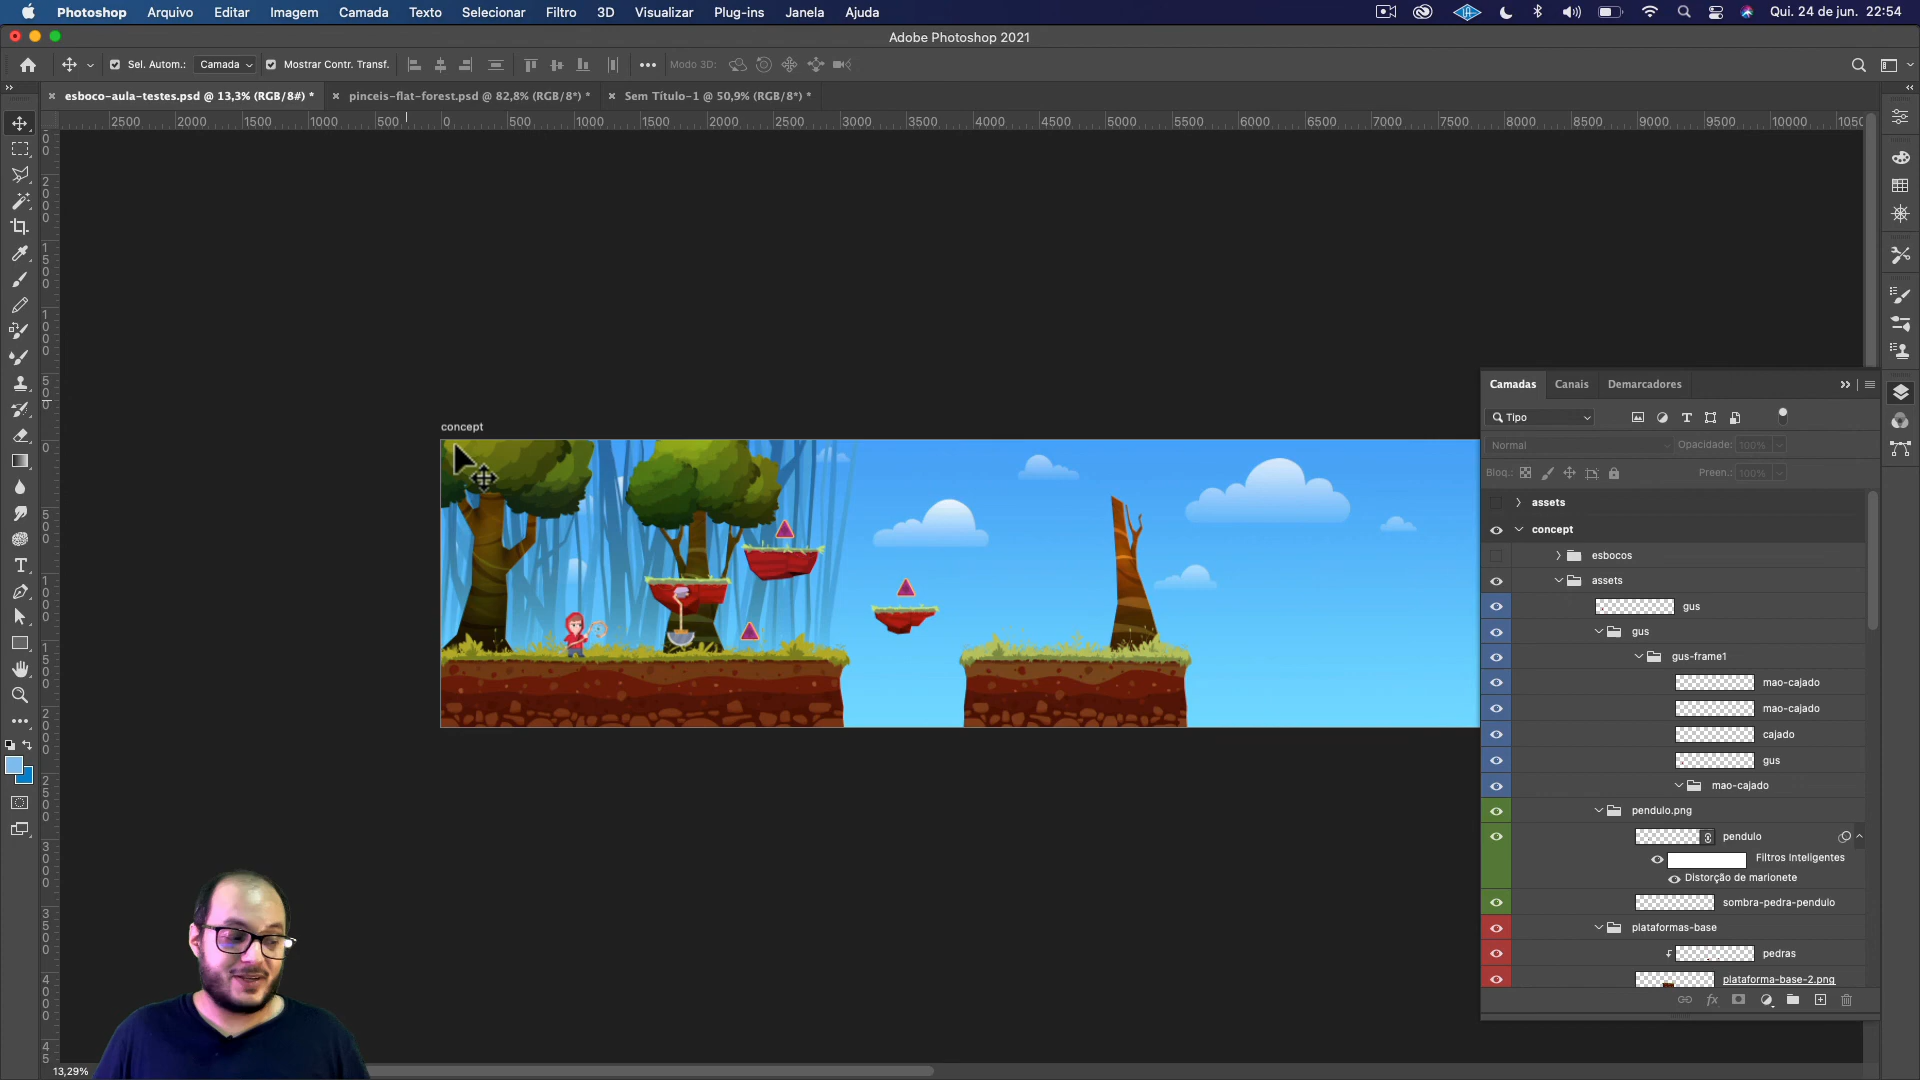 Photoshop Arquivo Editar Imagem Camada Texto Selecionar Filtro 3D Visualizar Plug-ins Janela Ajuda Qui. 24 de jun. 22:54
Adobe Photoshop 2021
Sel. Autom.: Camada Mostrar Contr. Transf. Modo 3D:
esboco-aula-testes.psd @ 13,3% (RGB/8#) * pinceis-flat-forest.psd @ 82,8% (RGB/8*) * Sem Título-1 @ 50,9% (RGB/8*) *
2500 2000 1500 1000 500 0 500 1000 1500 2000 2500 3000 3500 4000 4500 5000 5500 6000 6500 7000 7500 8000 8500 9000 9500 10000 1050
Camadas Canais Demarcadores
Tipo
concept
Normal Opacidade: 100%
Bloq.: Preen.: 100%
assets
concept
esbocos
assets
gus
gus
gus-frame1
mao-cajado
mao-cajado
cajado
gus
mao-cajado
pendulo.png
pendulo
Filtros Inteligentes
Distorção de marionete
sombra-pedra-pendulo
plataformas-base
pedras
plataforma-base-2.png
fx
13,29%